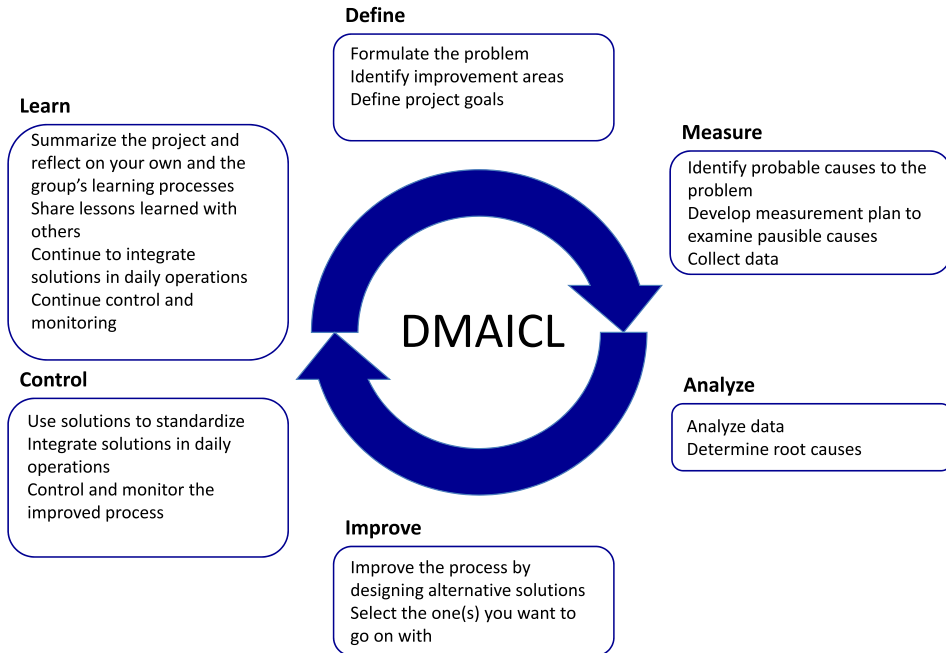 Define
Formulate the problem
Identify improvement areas
Define project goals
Measure
Identify probable causes to the
problem
Develop measurement plan to
examine pausible causes
Collect data
Analyze
Analyze data
Determine root causes
Improve
Improve the process by
designing alternative solutions
Select the one(s) you want to
go on with
Control
Use solutions to standardize
Integrate solutions in daily
operations
Control and monitor the
improved process
Learn
Summarize the project and
reflect on your own and the
group’s learning processes
Share lessons learned with
others
Continue to integrate
solutions in daily operations
Continue control and
monitoring
DMAICL